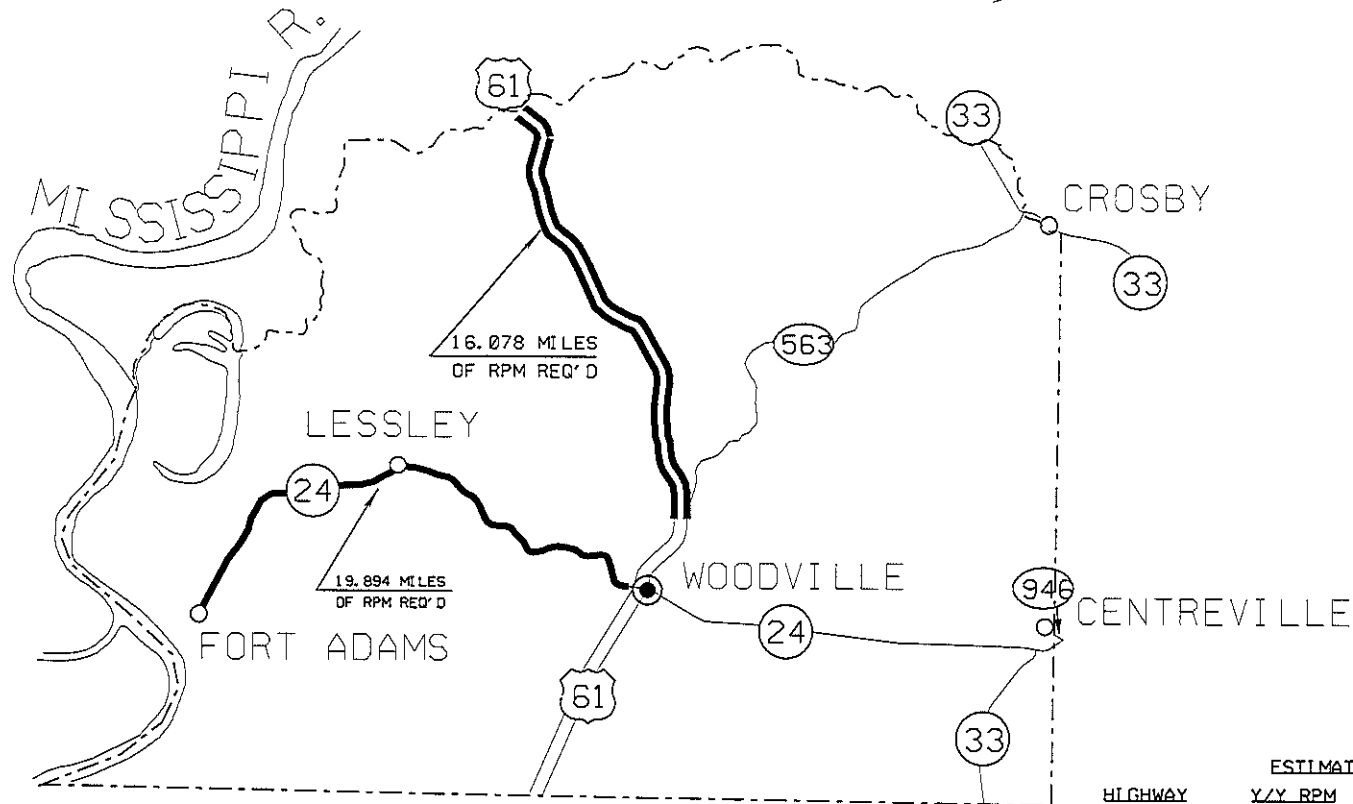 MISSISSIPPI R.
61
33
CROSBY
33
563
16.078 MILES
OF RPM REQ'D
LESSLEY
24
19.894 MILES
OF RPM REQ'D
WOODVILLE
946
CENTREVILLE
24
FORT ADAMS
61
33
ESTIMAT
HIGHWAY Y/Y RPM